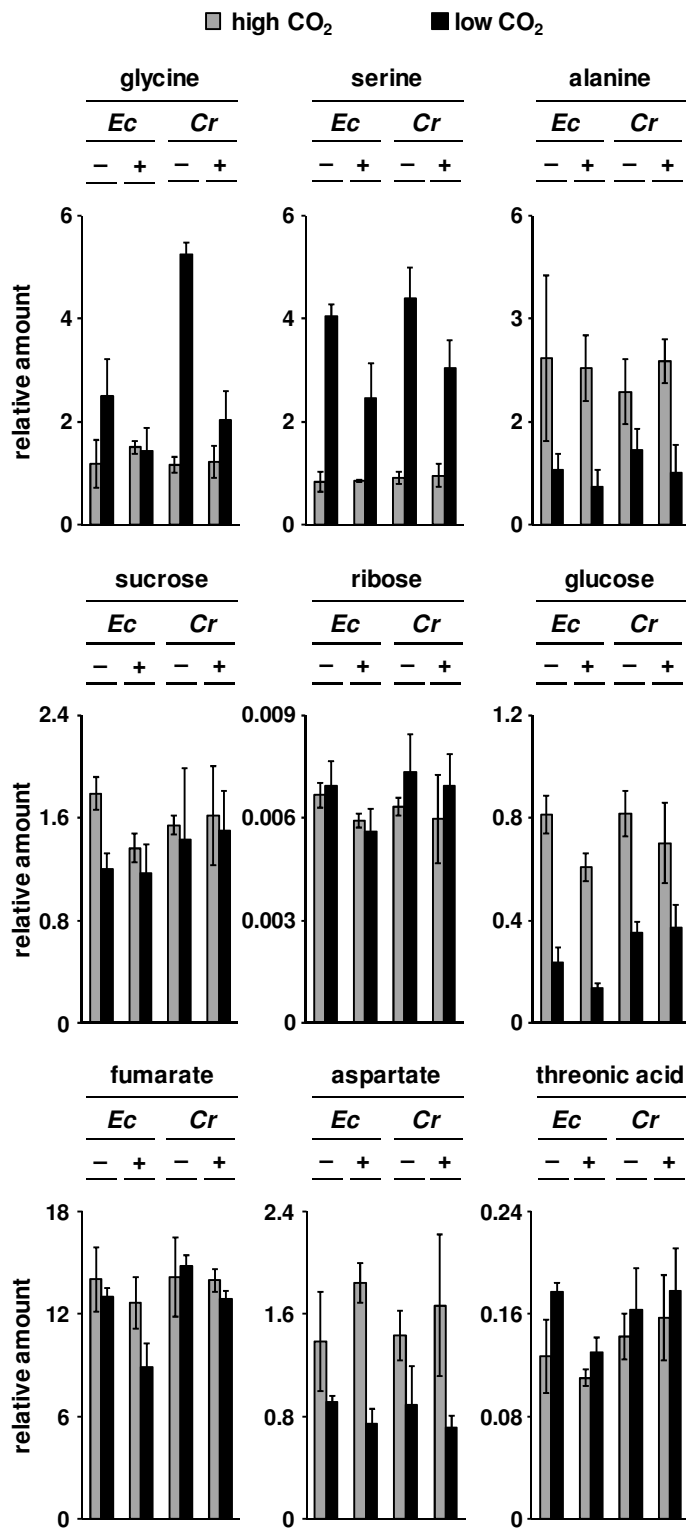 high CO₂ low CO₂
glycine serine alanine
Ec Cr Ec Cr Ec Cr
– + – + – + – + – + – +
relative amount
6 6 6
4 4 3
2 2 2
0 0 0
sucrose ribose glucose
Ec Cr Ec Cr Ec Cr
– + – + – + – + – + – +
relative amount
2.4 0.009 1.2
1.6 0.006 0.8
0.8 0.003 0.4
0 0 0
fumarate aspartate threonic acid
Ec Cr Ec Cr Ec Cr
– + – + – + – + – + – +
relative amount
18 2.4 0.24
12 1.6 0.16
6 0.8 0.08
0 0 0